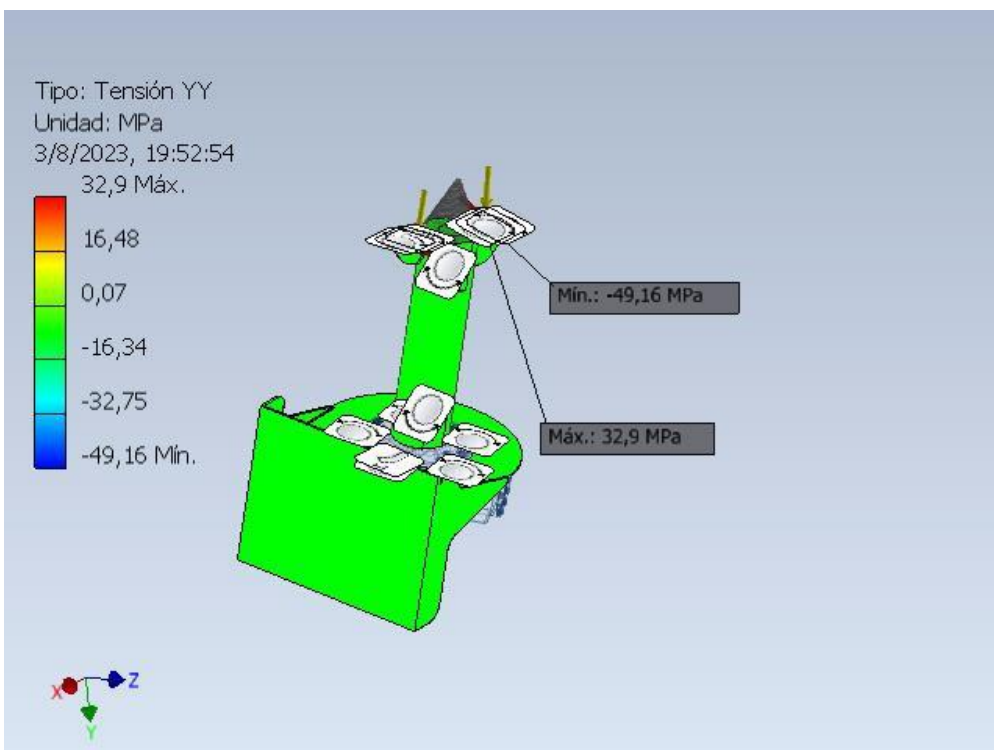 Tipo: Tensión YY
Unidad: MPa
3/8/2023, 19:52:54
32,9 Máx.
16,48
0,07
-16,34
-32,75
-49,16 Mín.
Mín.: -49,16 MPa
Máx.: 32,9 MPa
X
Z
Y